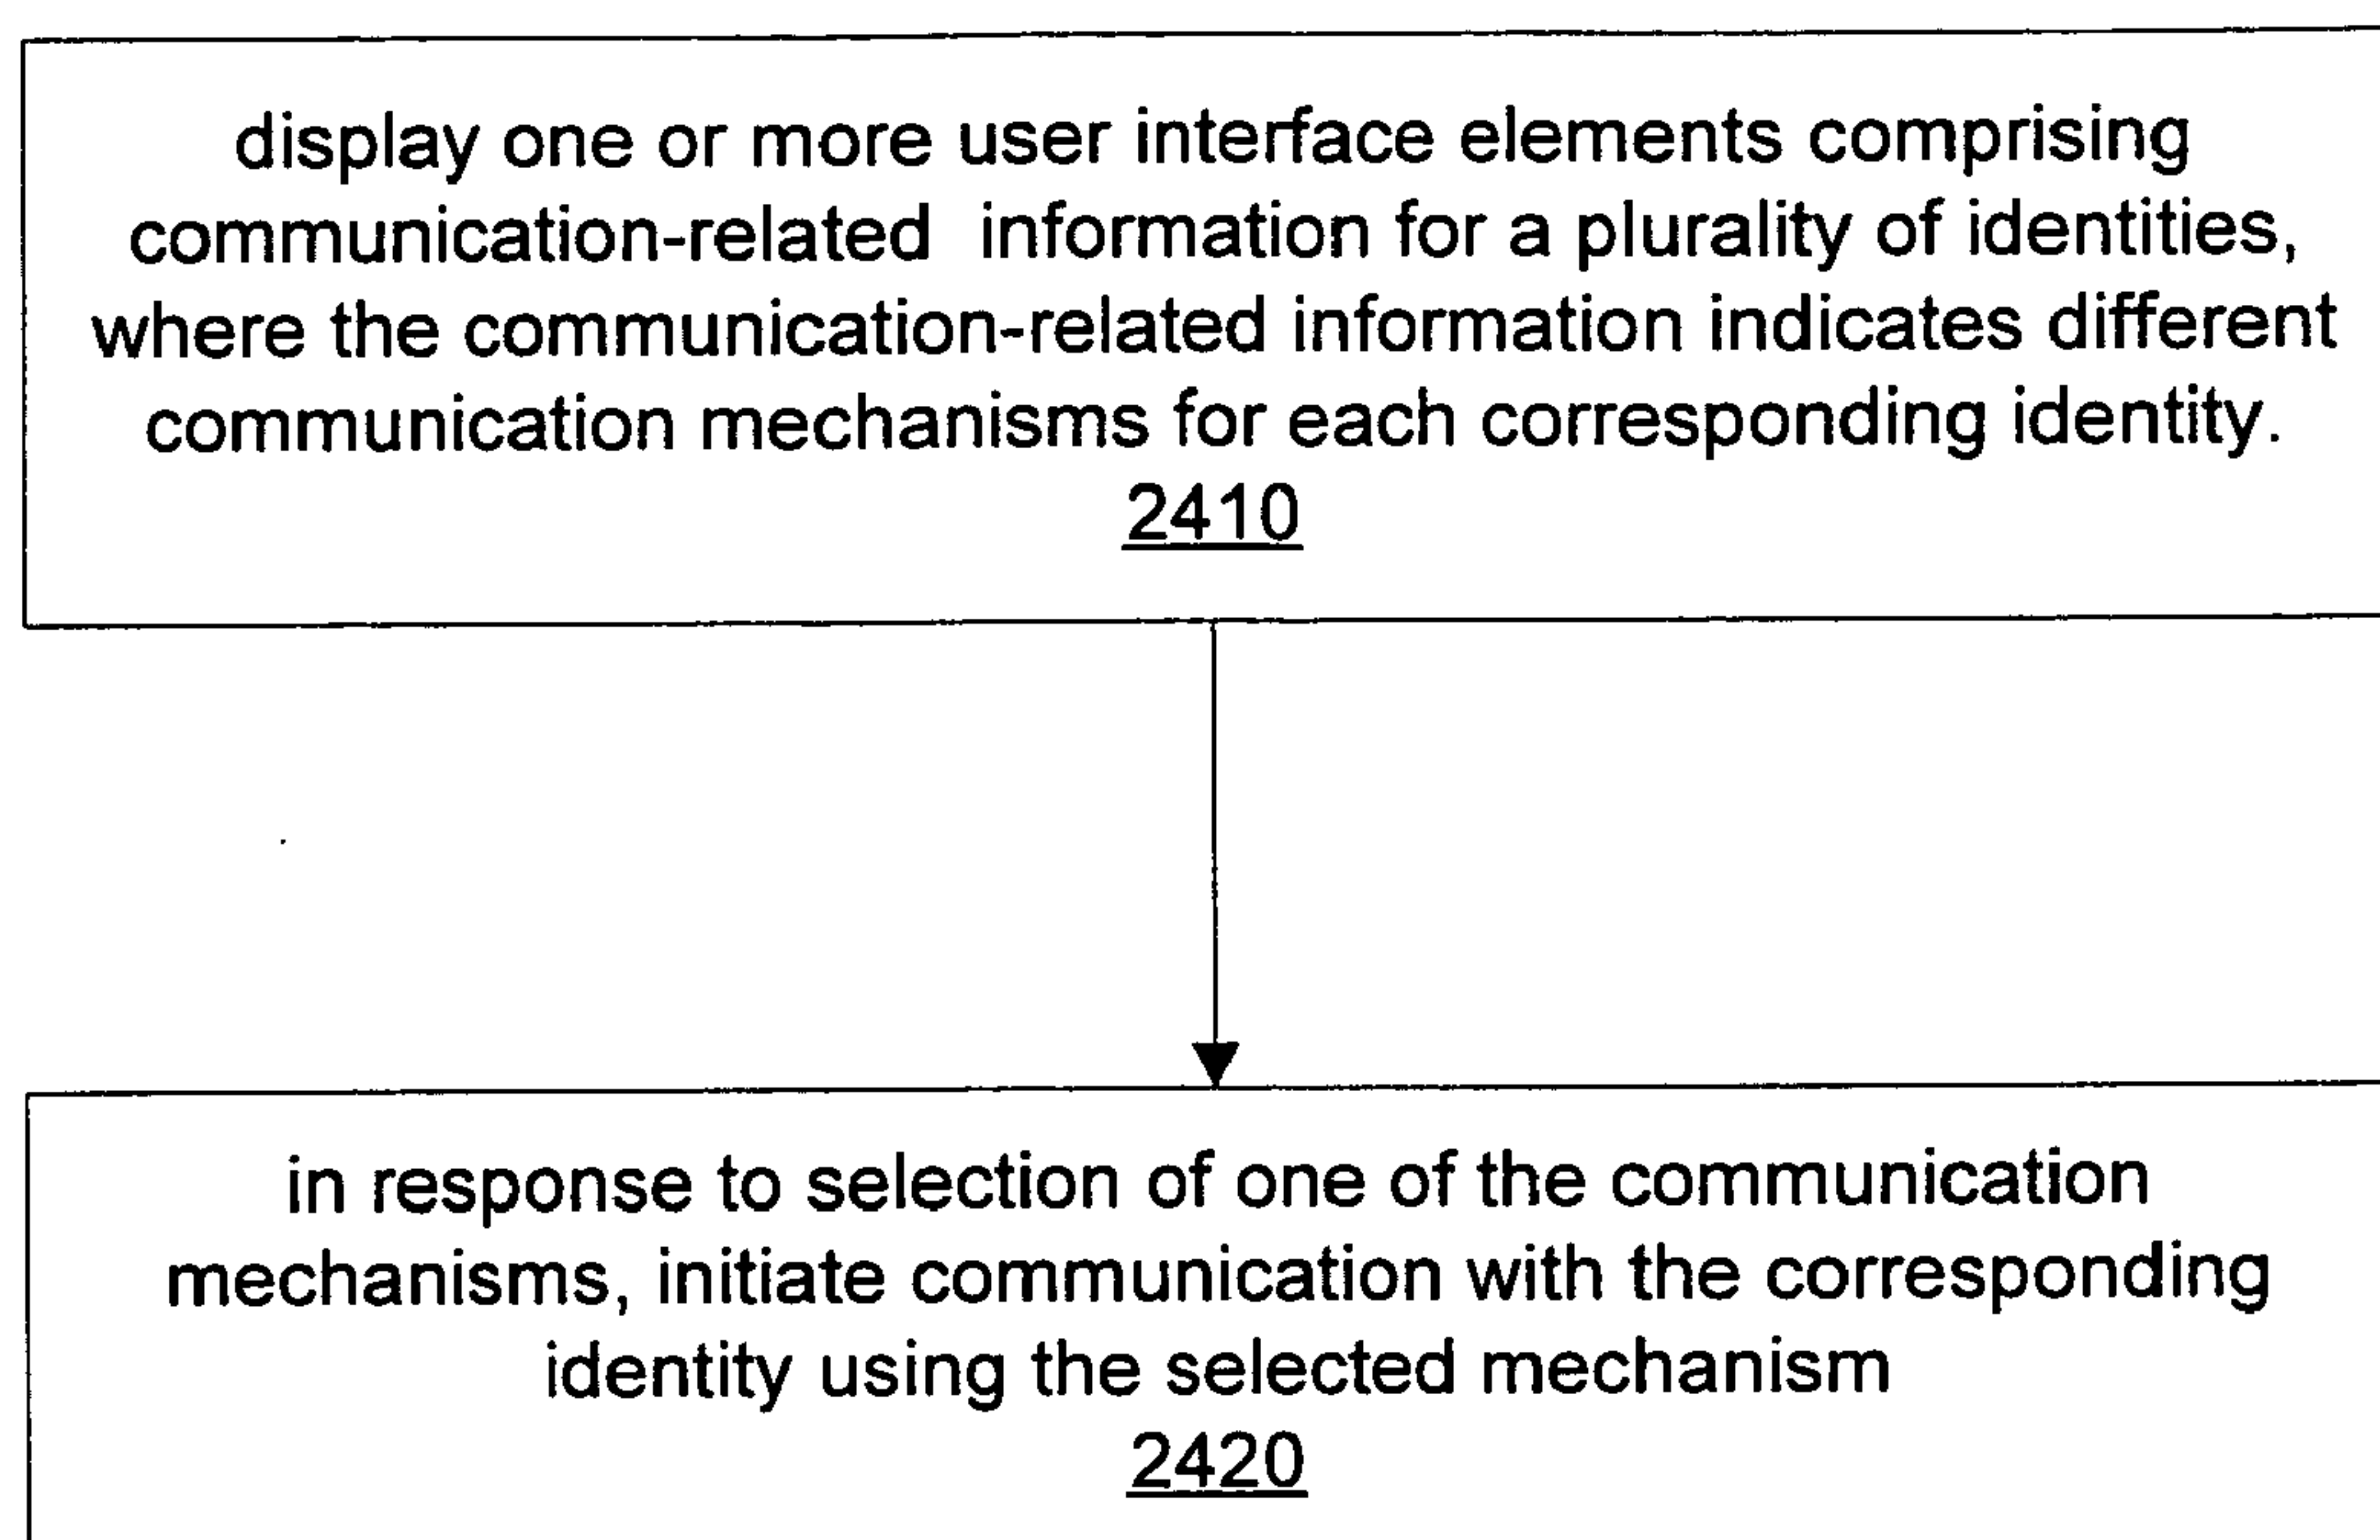 display one or more user interface elements comprising
communication-related information for a plurality of identities,
where the communication-related information indicates different
communication mechanisms for each corresponding identity.
2410
in response to selection of one of the communication
mechanisms, initiate communication with the corresponding
identity using the selected mechanism
2420